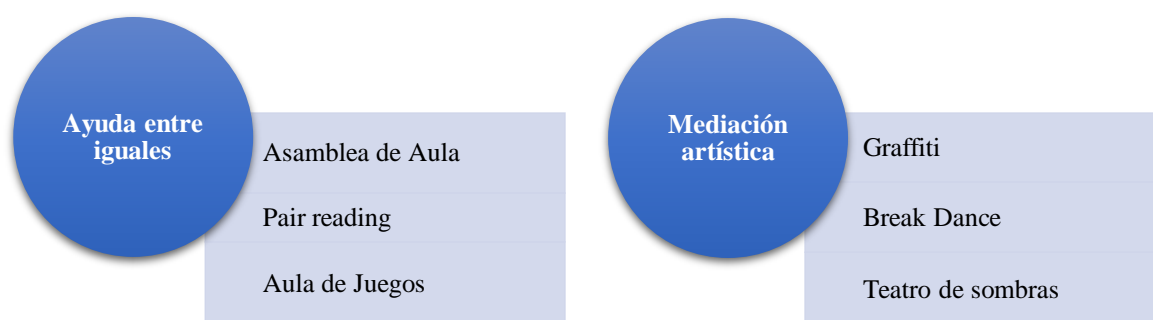 Ayuda entre
iguales
Asamblea de Aula
Pair reading
Aula de Juegos
Mediación
artística
Graffiti
Break Dance
Teatro de sombras